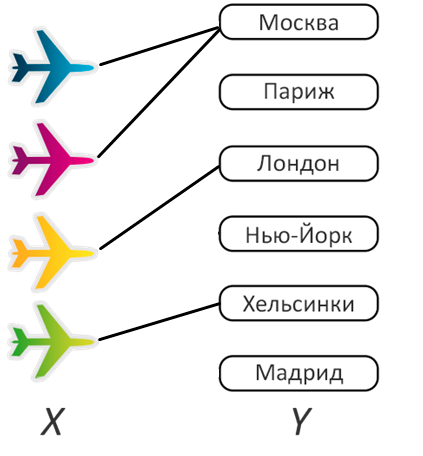 Москва
Париж
Лондон
Нью-Йорк
Хельсинки
Мадрид
X Y